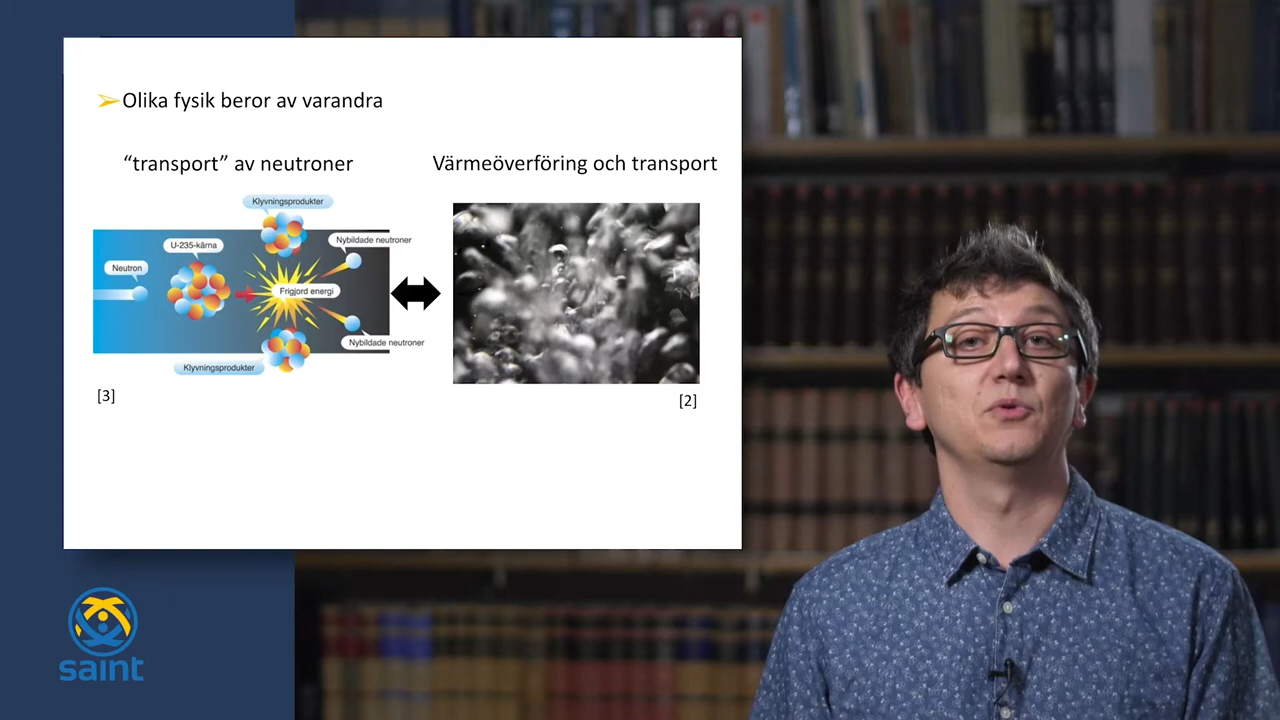 Olika fysik beror av varandra
“transport” av neutroner
Värmeöverföring och transport
Klyvningsprodukter
U-235-kärna
Nybildade neutroner
Neutron
Frigjord energi
Nybildade neutroner
Klyvningsprodukter
[3]
[2]
saint